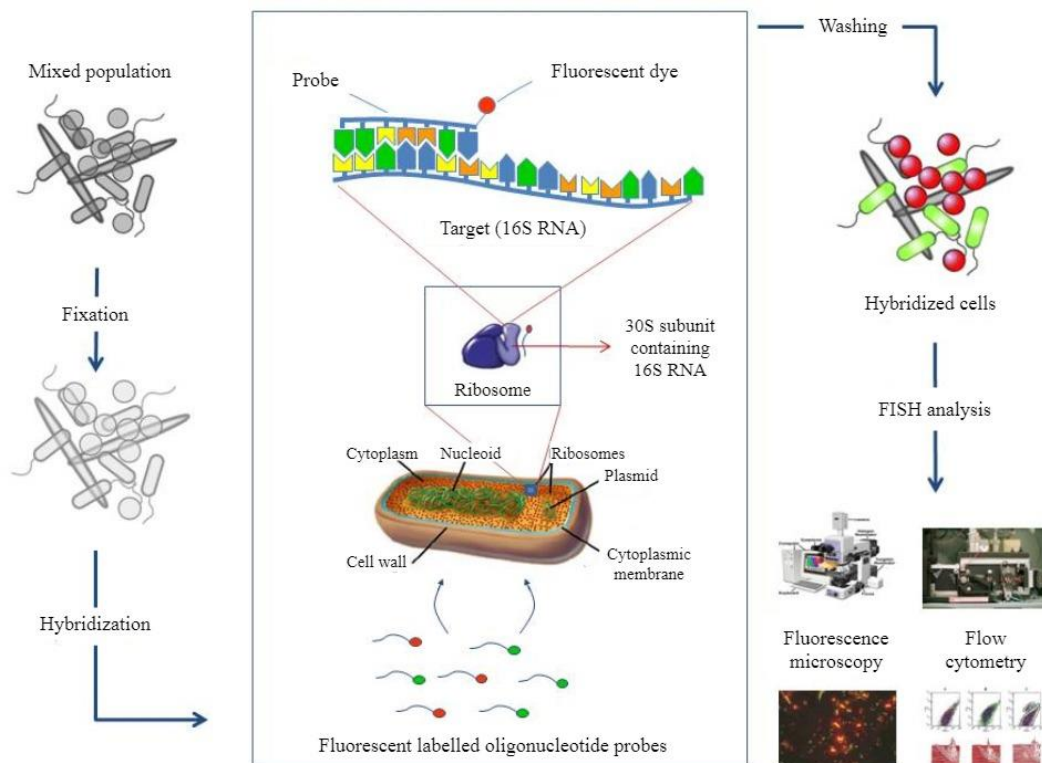 Mixed population
Fixation
Hybridization
Probe
Fluorescent dye
Target (16S RNA)
Ribosome
30S subunit
containing
16S RNA
Cytoplasm
Nucleoid
Ribosomes
Plasmid
Cell wall
Cytoplasmic
membrane
Fluorescent labelled oligonucleotide probes
Washing
Hybridized cells
FISH analysis
Fluorescence
microscopy
Flow
cytometry